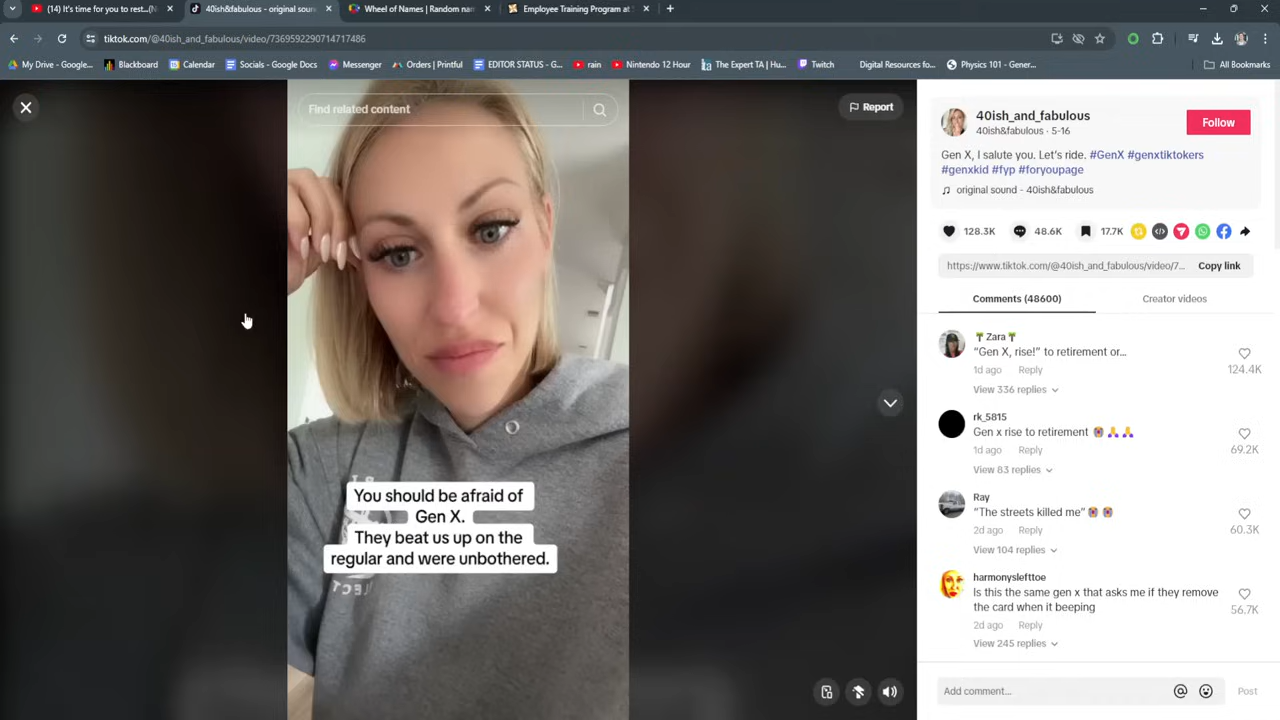 (14) It's time for you to rest...(N
40ish&fabulous - original soun
Wheel of Names | Random nam
Employee Training Program at S
tiktok.com/@40ish_and_fabulous/video/7369592290714717486
My Drive - Google...
Blackboard
Calendar
Socials - Google Docs
Messenger
Orders | Printful
EDITOR STATUS - G...
rain
Nintendo 12 Hour
The Expert TA | Hu...
Twitch
Digital Resources fo...
Physics 101 - Gener...
All Bookmarks
Find related content
Report
You should be afraid of
Gen X.
They beat us up on the
regular and were unbothered.
40ish_and_fabulous
40ish&fabulous · 5-16
Follow
Gen X, I salute you. Let's ride. #GenX #genxtiktokers
#genxkid #fyp #foryoupage
original sound - 40ish&fabulous
128.3K
48.6K
17.7K
https://www.tiktok.com/@40ish_and_fabulous/video/7...
Copy link
Comments (48600)
Creator videos
🌴Zara🌴
"Gen X, rise!" to retirement or...
1d ago Reply
124.4K
View 336 replies
rk_5815
Gen x rise to retirement
1d ago Reply
69.2K
View 83 replies
Ray
"The streets killed me"
2d ago Reply
60.3K
View 104 replies
harmonyslefttoe
Is this the same gen x that asks me if they remove
the card when it beeping
2d ago Reply
56.7K
View 245 replies
Add comment...
Post